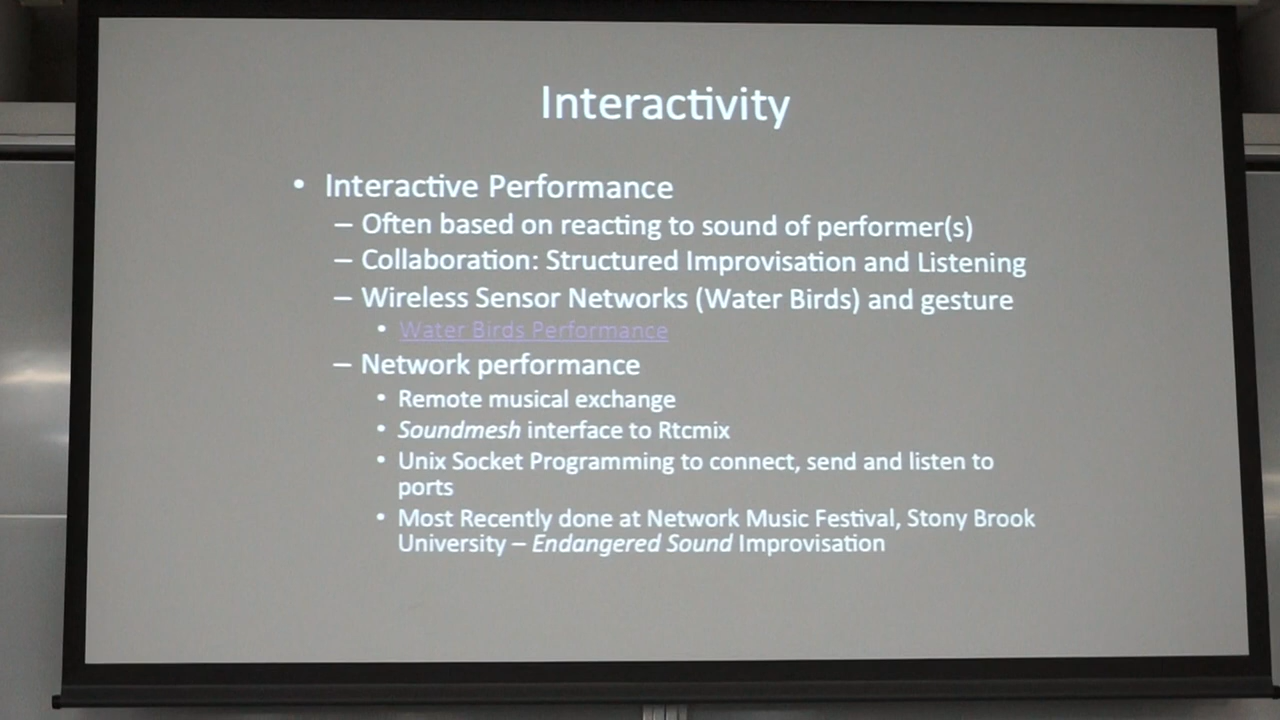 Interactivity
• Interactive Performance
– Often based on reacting to sound of performer(s)
– Collaboration: Structured Improvisation and Listening
– Wireless Sensor Networks (Water Birds) and gesture
• Water Birds Performance
– Network performance
• Remote musical exchange
• Soundmesh interface to Rtcmix
• Unix Socket Programming to connect, send and listen to
ports
• Most Recently done at Network Music Festival, Stony Brook
University – Endangered Sound Improvisation